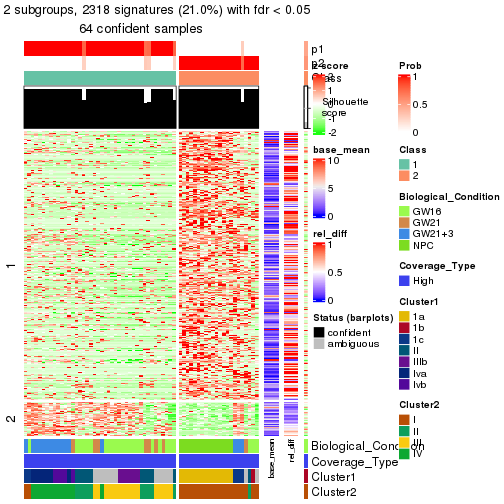 2 subgroups, 2318 signatures (21.0%) with fdr < 0.05
64 confident samples
p1
p2
Class
Silhouette
score
z-score
2
1
0
-1
-2
base_mean
10
5
0
rel_diff
1
0.5
0
Status (barplots)
confident
ambiguous
Prob
1
0.5
0
Class
1
2
Biological_Condition
GW16
GW21
GW21+3
NPC
Coverage_Type
High
Cluster1
1a
1b
1c
II
IIIb
Iva
Ivb
Cluster2
I
II
III
IV
1
2
base_mean
rel_diff
Biological_Condition
Coverage_Type
Cluster1
Cluster2